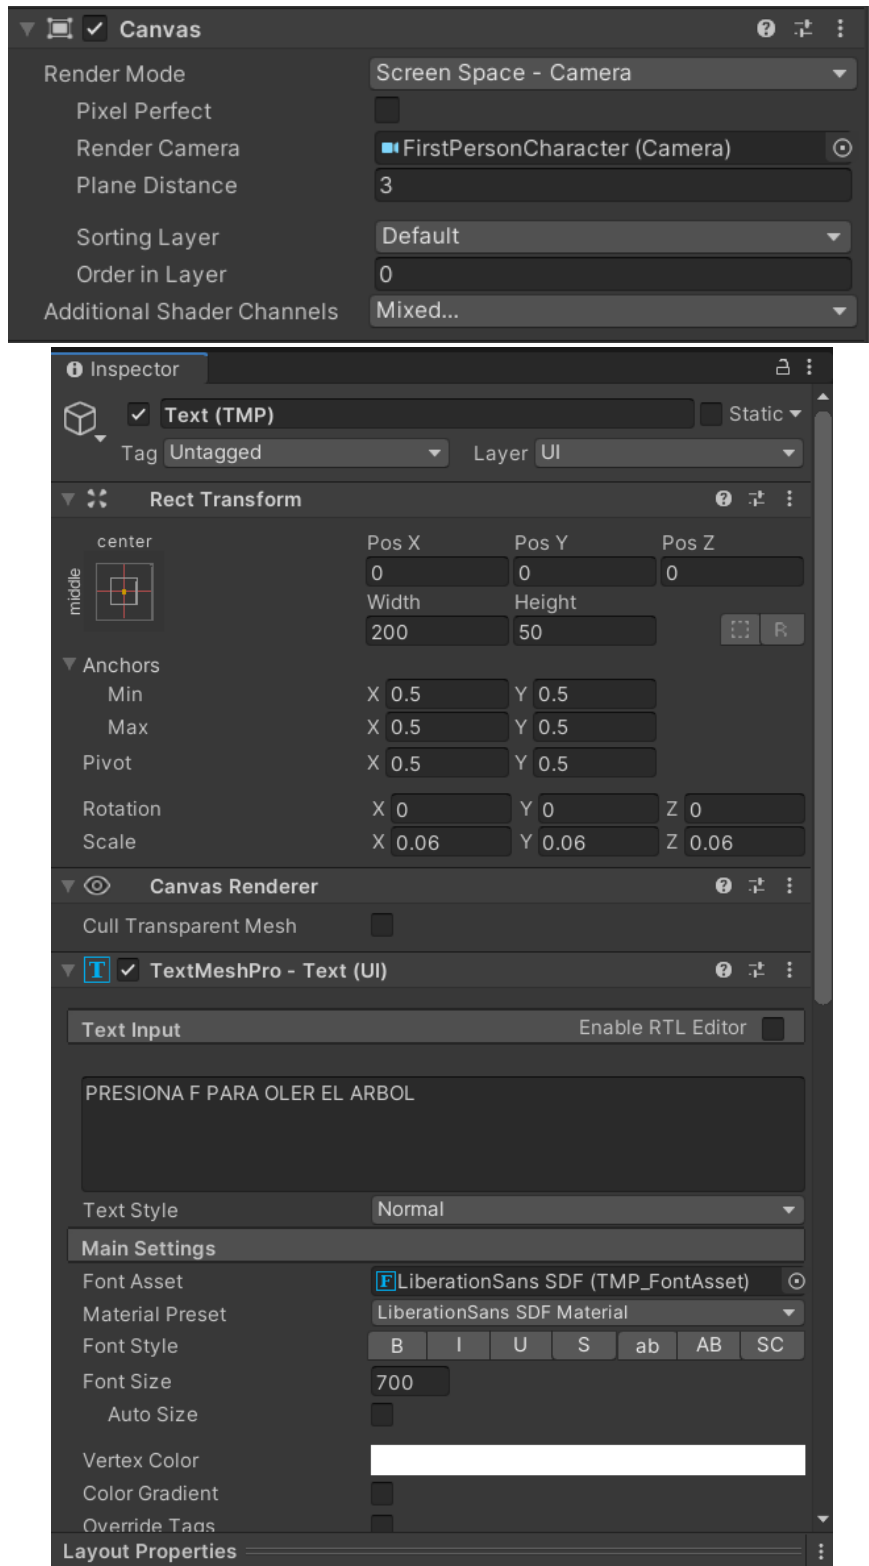 Canvas
Render Mode Screen Space - Camera
Pixel Perfect
Render Camera FirstPersonCharacter (Camera)
Plane Distance 3
Sorting Layer Default
Order in Layer 0
Additional Shader Channels Mixed...
Inspector
Text (TMP) Static
Tag Untagged Layer UI
Rect Transform
center Pos X Pos Y Pos Z
middle 0 0 0
Width Height
200 50 R
Anchors
Min X 0.5 Y 0.5
Max X 0.5 Y 0.5
Pivot X 0.5 Y 0.5
Rotation X 0 Y 0 Z 0
Scale X 0.06 Y 0.06 Z 0.06
Canvas Renderer
Cull Transparent Mesh
T TextMeshPro - Text (UI)
Text Input Enable RTL Editor
PRESIONA F PARA OLER EL ARBOL
Text Style Normal
Main Settings
Font Asset F LiberationSans SDF (TMP_FontAsset)
Material Preset LiberationSans SDF Material
Font Style B I U S ab AB SC
Font Size 700
Auto Size
Vertex Color
Color Gradient
Override Tags
Layout Properties